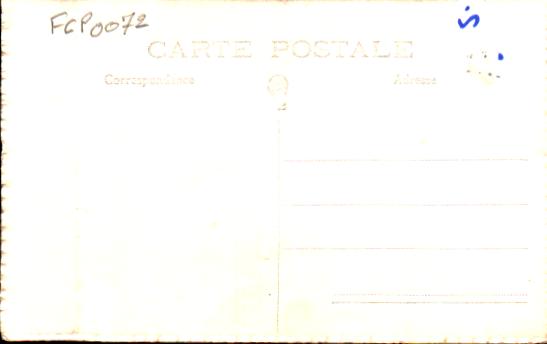 FCP0072
CARTE POSTALE
Correspondance
Adresse